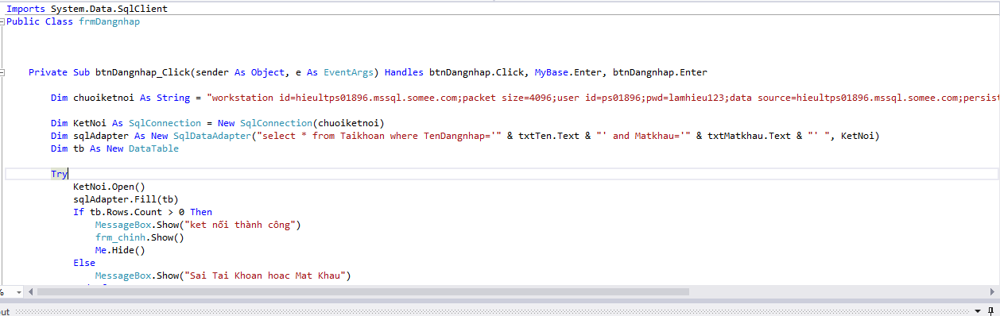 Imports System.Data.SqlClient
Public Class frmDangnhap
Private Sub btnDangnhap_Click(sender As Object, e As EventArgs) Handles btnDangnhap.Click, MyBase.Enter, btnDangnhap.Enter
Dim chuoiketnoi As String = "workstation id=hieultps01896.mssql.somee.com;packet size=4096;user id=ps01896;pwd=lamhieu123;data source=hieultps01896.mssql.somee.com;persist
Dim KetNoi As SqlConnection = New SqlConnection(chuoiketnoi)
Dim sqlAdapter As New SqlDataAdapter("select * from Taikhoan where TenDangnhap='" & txtTen.Text & "' and Matkhau='" & txtMatkhau.Text & "' ", KetNoi)
Dim tb As New DataTable
Try
KetNoi.Open()
sqlAdapter.Fill(tb)
If tb.Rows.Count > 0 Then
MessageBox.Show("ket nối thành công")
frm_chinh.Show()
Me.Hide()
Else
MessageBox.Show("Sai Tai Khoan hoac Mat Khau")
%
out